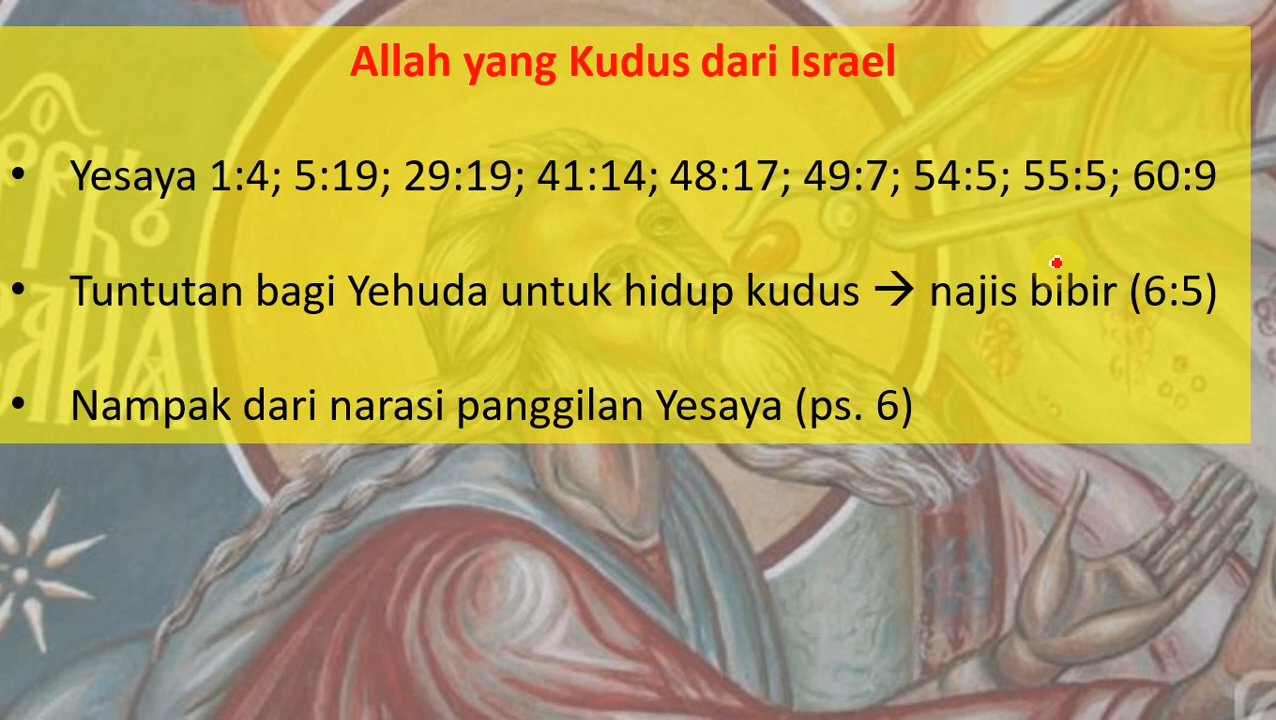 Allah yang Kudus dari Israel
• Yesaya 1:4; 5:19; 29:19; 41:14; 48:17; 49:7; 54:5; 55:5; 60:9
• Tuntutan bagi Yehuda untuk hidup kudus → najis bibir (6:5)
• Nampak dari narasi panggilan Yesaya (ps. 6)